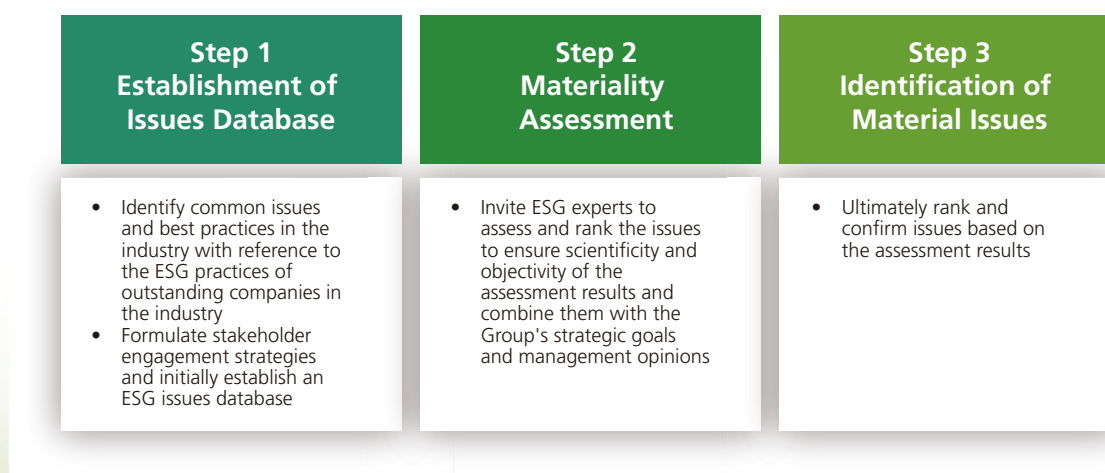 Step 1
Establishment of
Issues Database
• Identify common issues
and best practices in the
industry with reference to
the ESG practices of
outstanding companies in
the industry
• Formulate stakeholder
engagement strategies
and initially establish an
ESG issues database
Step 2
Materiality
Assessment
• Invite ESG experts to
assess and rank the issues
to ensure scientificity and
objectivity of the
assessment results and
combine them with the
Group's strategic goals
and management opinions
Step 3
Identification of
Material Issues
• Ultimately rank and
confirm issues based on
the assessment results